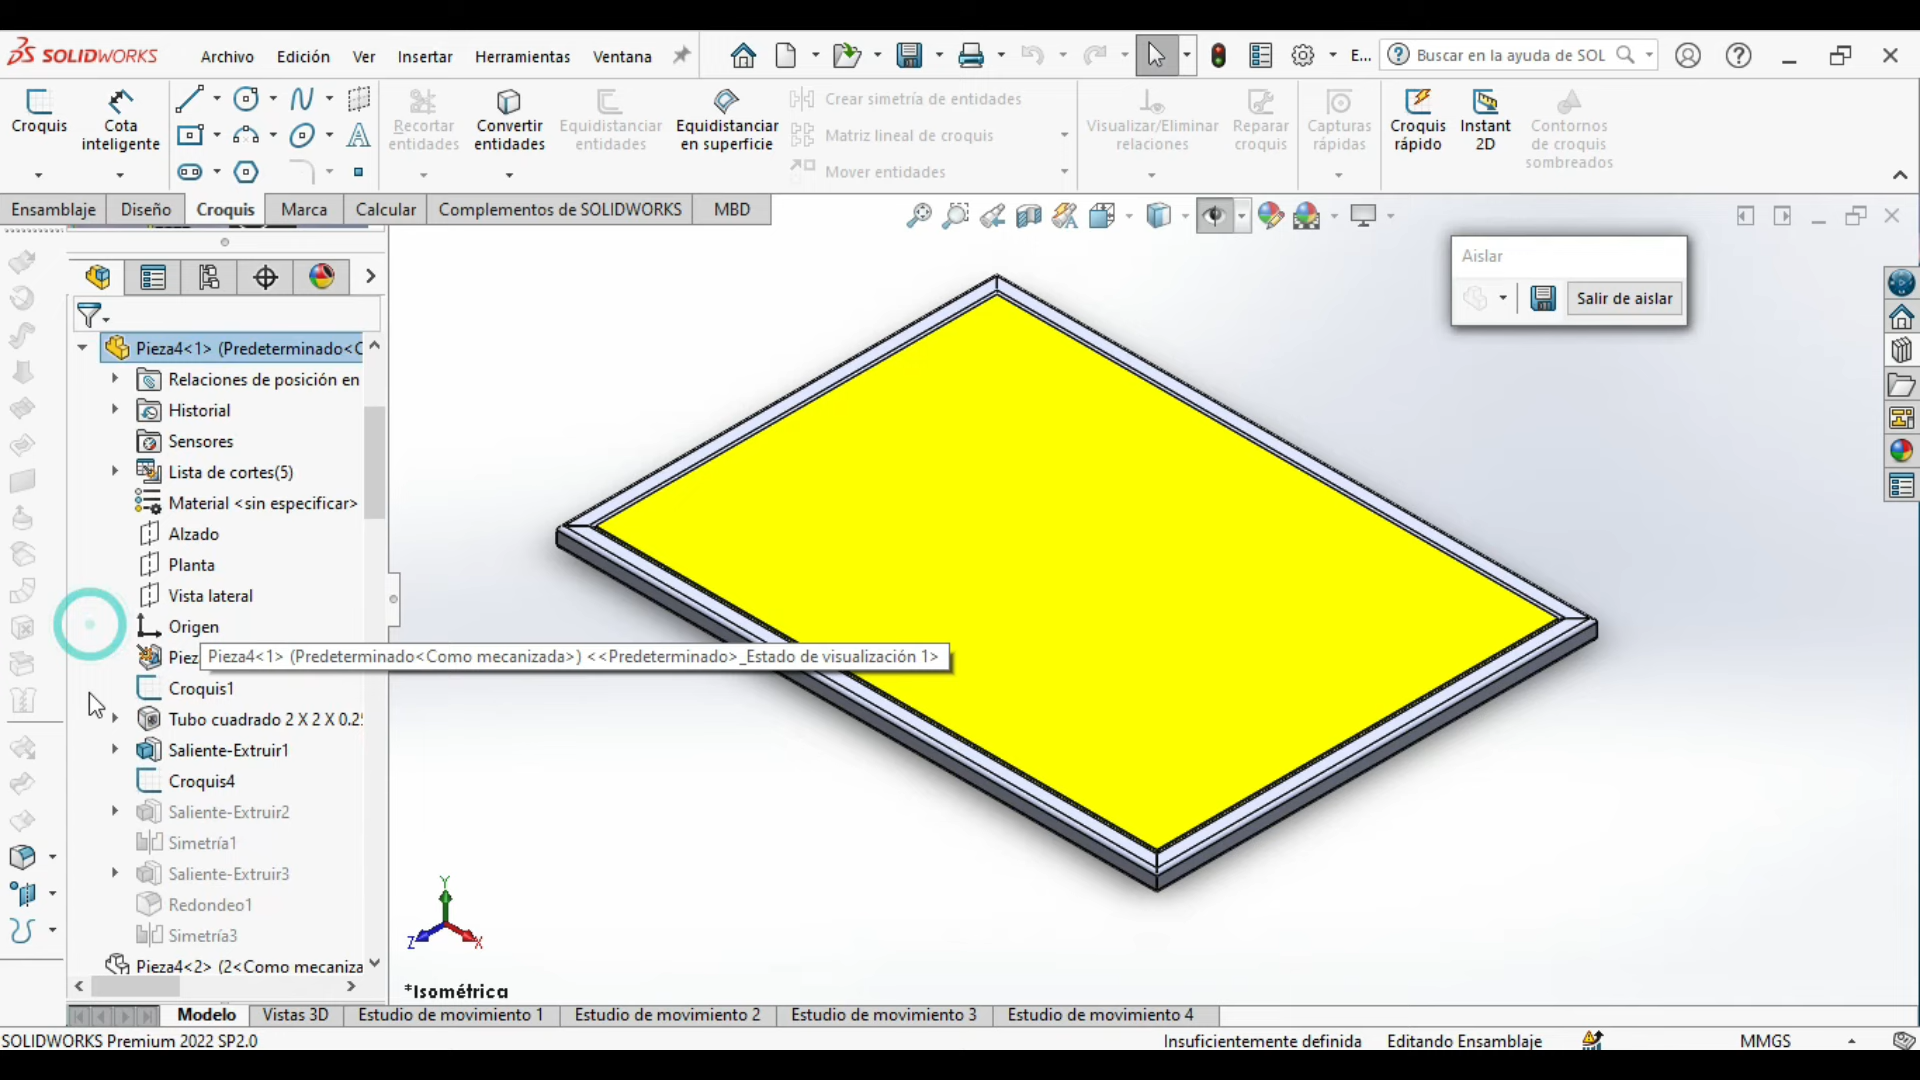 SOLIDWORKS
Archivo Edición Ver Insertar Herramientas Ventana
E...
Buscar en la ayuda de SOL
Croquis
Cota inteligente
Recortar entidades
Convertir entidades
Equidistanciar entidades
Equidistanciar en superficie
Crear simetría de entidades
Matriz lineal de croquis
Mover entidades
Visualizar/Eliminar relaciones
Reparar croquis
Capturas rápidas
Croquis rápido
Instant 2D
Contornos de croquis sombreados
Ensamblaje Diseño Croquis Marca Calcular Complementos de SOLIDWORKS MBD
Aislar
Salir de aislar
Pieza4<1> (Predeterminado<C
Relaciones de posición en
Historial
Sensores
Lista de cortes(5)
Material <sin especificar>
Alzado
Planta
Vista lateral
Origen
Piez
Pieza4<1> (Predeterminado<Como mecanizada>) <<Predeterminado>_Estado de visualización 1>
Croquis1
Tubo cuadrado 2 X 2 X 0.25
Saliente-Extruir1
Croquis4
Saliente-Extruir2
Simetría1
Saliente-Extruir3
Redondeo1
Simetría3
Pieza4<2> (2<Como mecaniza
Y
Z
X
*Isométrica
Modelo Vistas 3D Estudio de movimiento 1 Estudio de movimiento 2 Estudio de movimiento 3 Estudio de movimiento 4
SOLIDWORKS Premium 2022 SP2.0
Insuficientemente definida Editando Ensamblaje MMGS